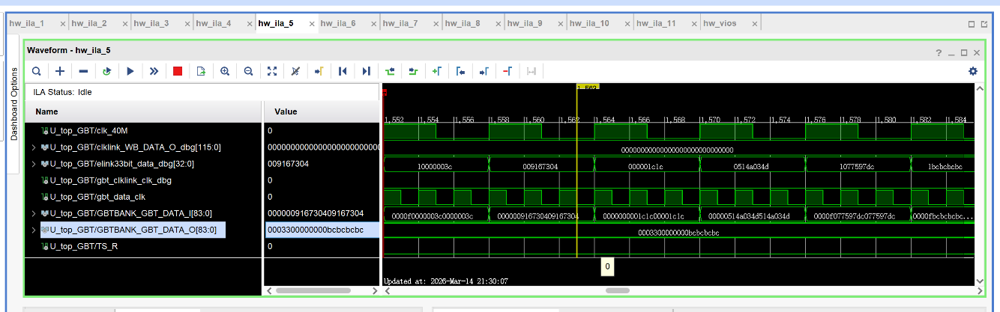 hw_ila_1 × hw_ila_2 × hw_ila_3 × hw_ila_4 × hw_ila_5 × hw_ila_6 × hw_ila_7 × hw_ila_8 × hw_ila_9 × hw_ila_10 × hw_ila_11 × hw_vios ×
Dashboard Options
Waveform - hw_ila_5
ILA Status: Idle
Name Value
1,563
1,552 1,554 1,556 1,558 1,560 1,562 1,564 1,566 1,568 1,570 1,572 1,574 1,576 1,578 1,580 1,582 1,584
U_top_GBT/clk_40M 0
U_top_GBT/clklink_WB_DATA_O_dbg[115:0] 
U_top_GBT/elink33bit_data_dbg[32:0] 009167304 10000003c 009167304 000001c1c 0514a034d 1077597dc 1bcbcbcbc
U_top_GBT/gbt_clklink_clk_dbg 0
U_top_GBT/gbt_data_clk 0
U_top_GBT/GBTBANK_GBT_DATA_I[83:0] 000000916730409167304 0000f0000003c0000003c 000000916730409167304 0000000001c1c00001c1c 00000514a034d514a034d 0000f077597dc077597dc 0000fbcbcbcbc...
U_top_GBT/GBTBANK_GBT_DATA_O[83:0] 0003300000000bcbcbcbc 0003300000000bcbcbcbc
U_top_GBT/TS_R 0
0
Updated at: 2026-Mar-14 21:30:07